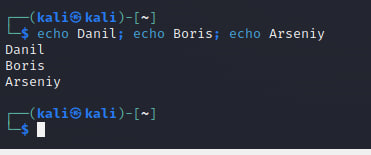 ┌──(kali㉿kali)-[~]
└─$ echo Danil; echo Boris; echo Arseniy
Danil
Boris
Arseniy
┌──(kali㉿kali)-[~]
└─$